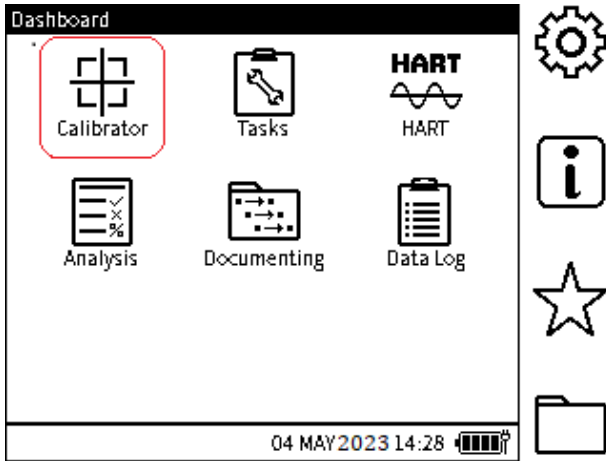 Dashboard
HART
Calibrator Tasks HART
Analysis Documenting Data Log
04 MAY 2023 14:28